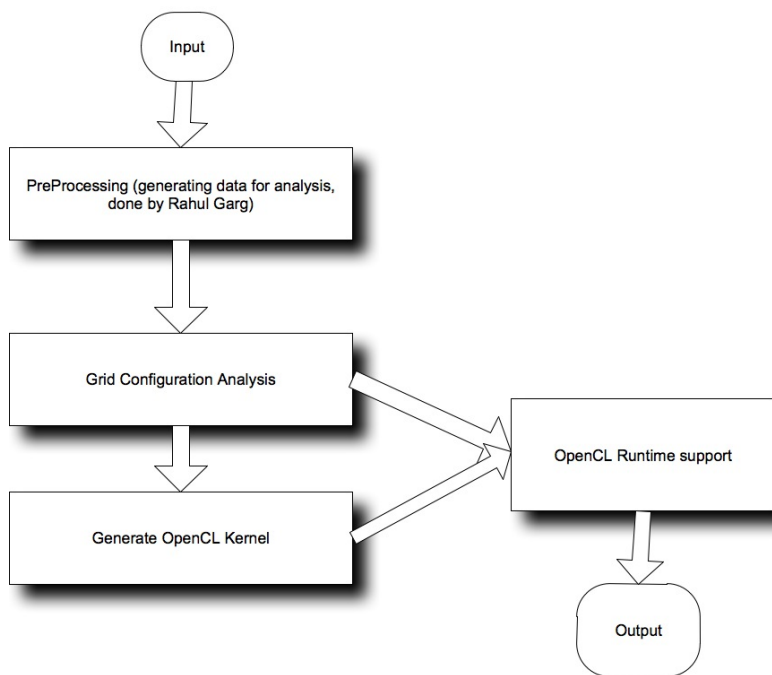 Input
PreProcessing (generating data for analysis,
done by Rahul Garg)
Grid Configuration Analysis
OpenCL Runtime support
Generate OpenCL Kernel
Output